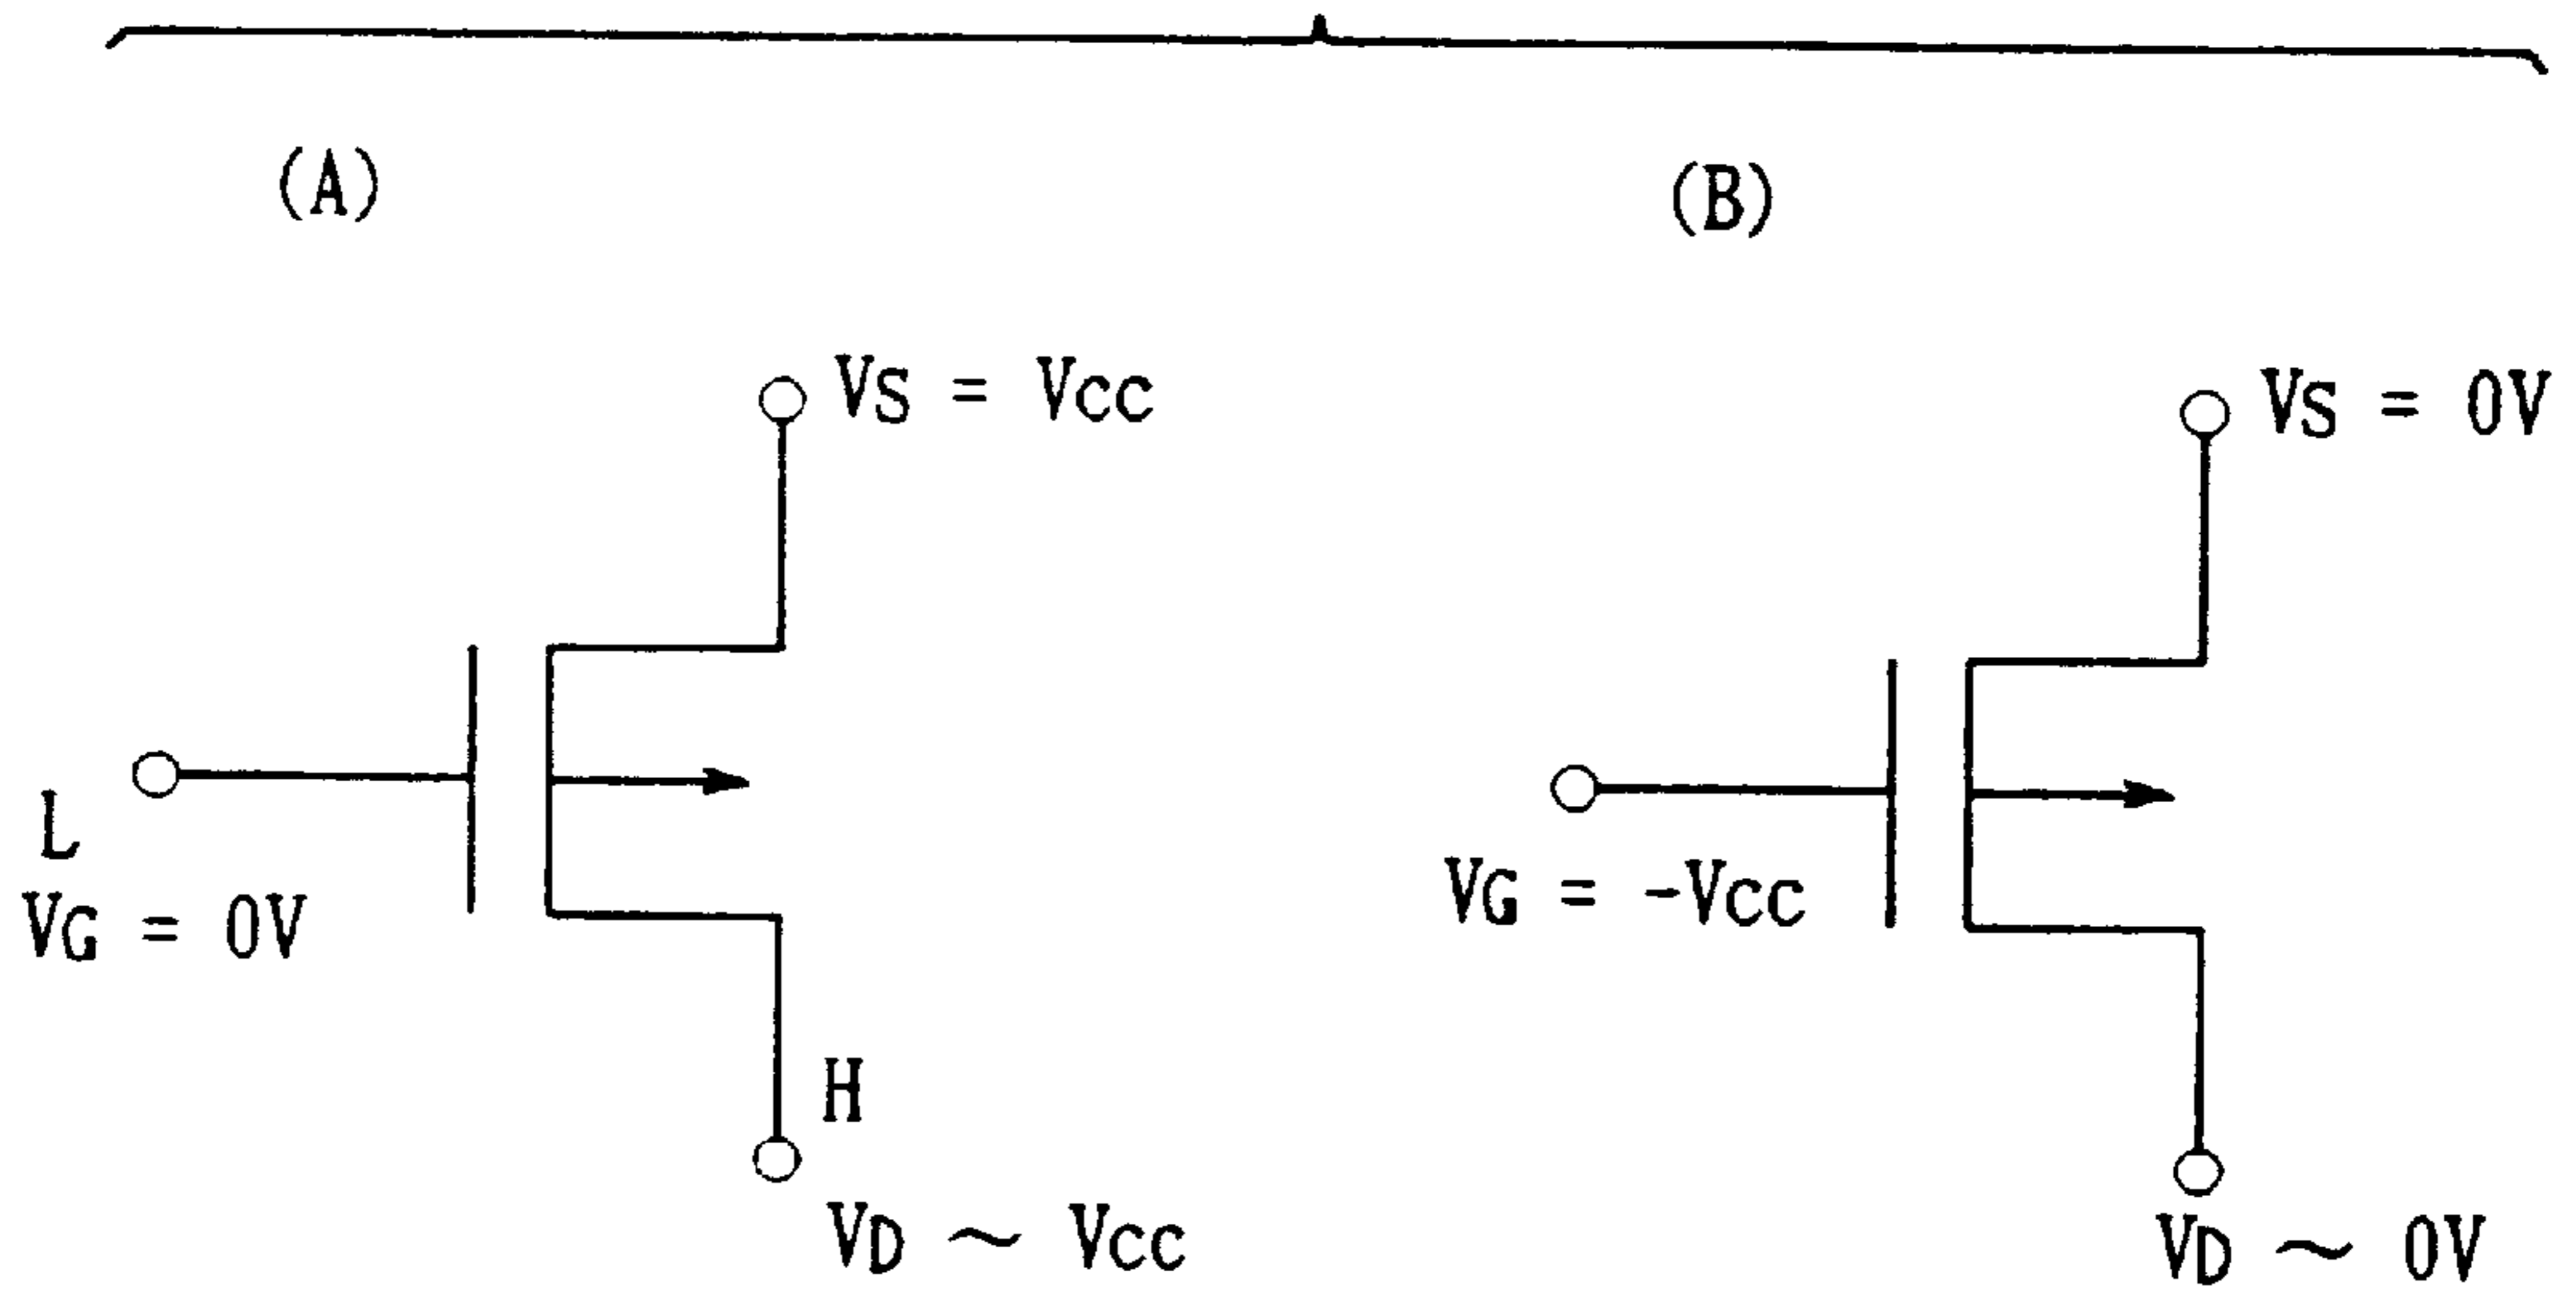 (A)
VS = VCC
L
VG = 0V
H
VD ~ VCC
(B)
VS = 0V
VG = -VCC
VD ~ 0V